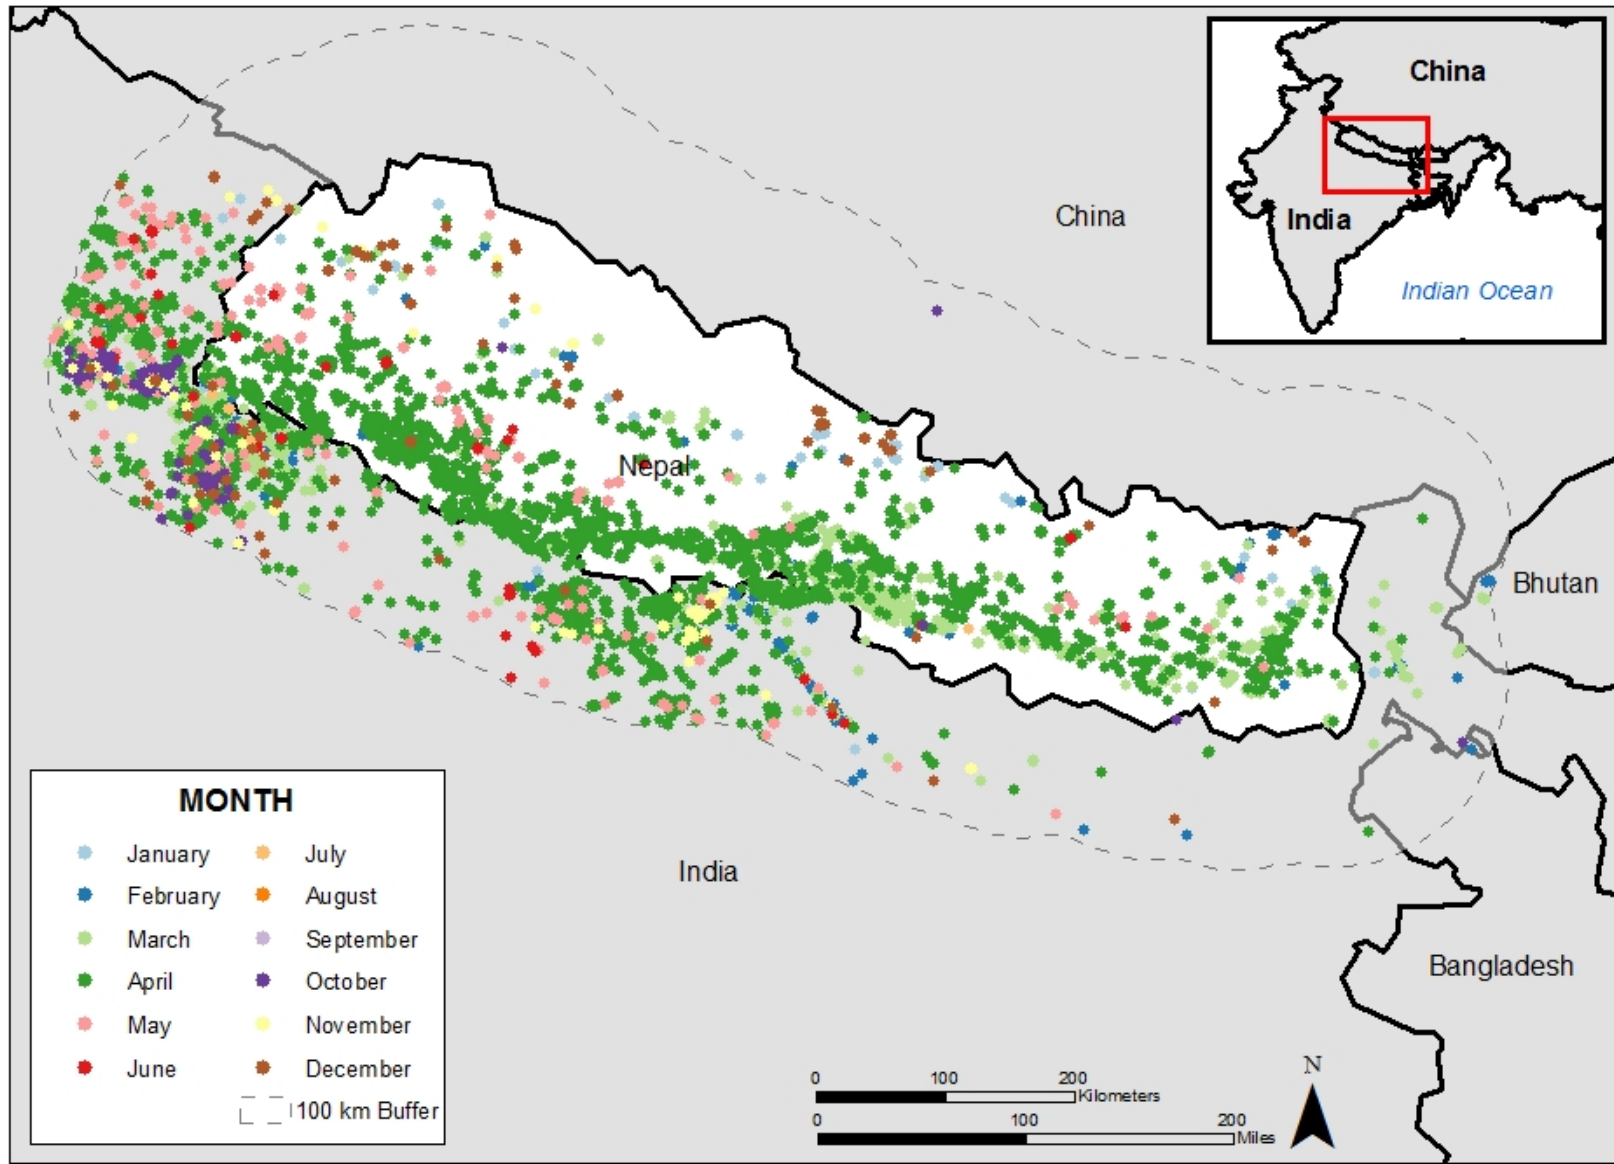 China
India
Indian Ocean
China
Nepal
Bhutan
India
Bangladesh
MONTH
January
February
March
April
May
June
July
August
September
October
November
December
100 km Buffer
0 100 200
Kilometers
0 100 200
Miles
N